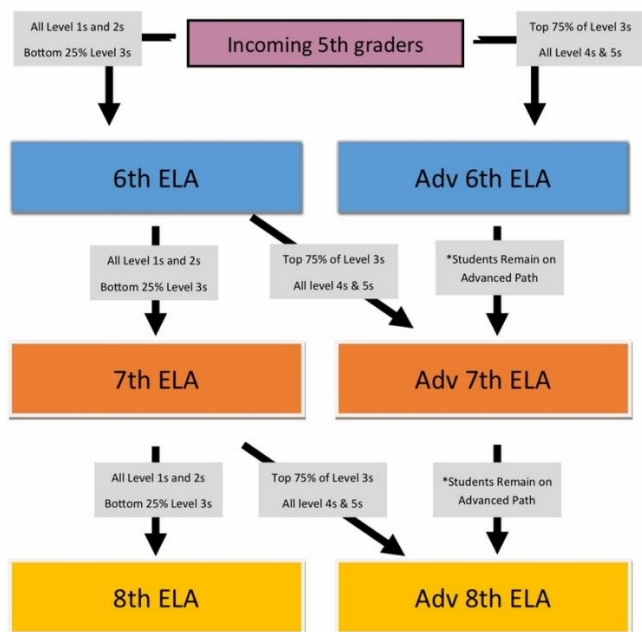 All Level 1s and 2s
Bottom 25% Level 3s
Incoming 5th graders
Top 75% of Level 3s
All Level 4s & 5s
6th ELA
Adv 6th ELA
All Level 1s and 2s
Bottom 25% Level 3s
Top 75% of Level 3s
All level 4s & 5s
*Students Remain on
Advanced Path
7th ELA
Adv 7th ELA
All Level 1s and 2s
Bottom 25% Level 3s
Top 75% of Level 3s
All level 4s & 5s
*Students Remain on
Advanced Path
8th ELA
Adv 8th ELA